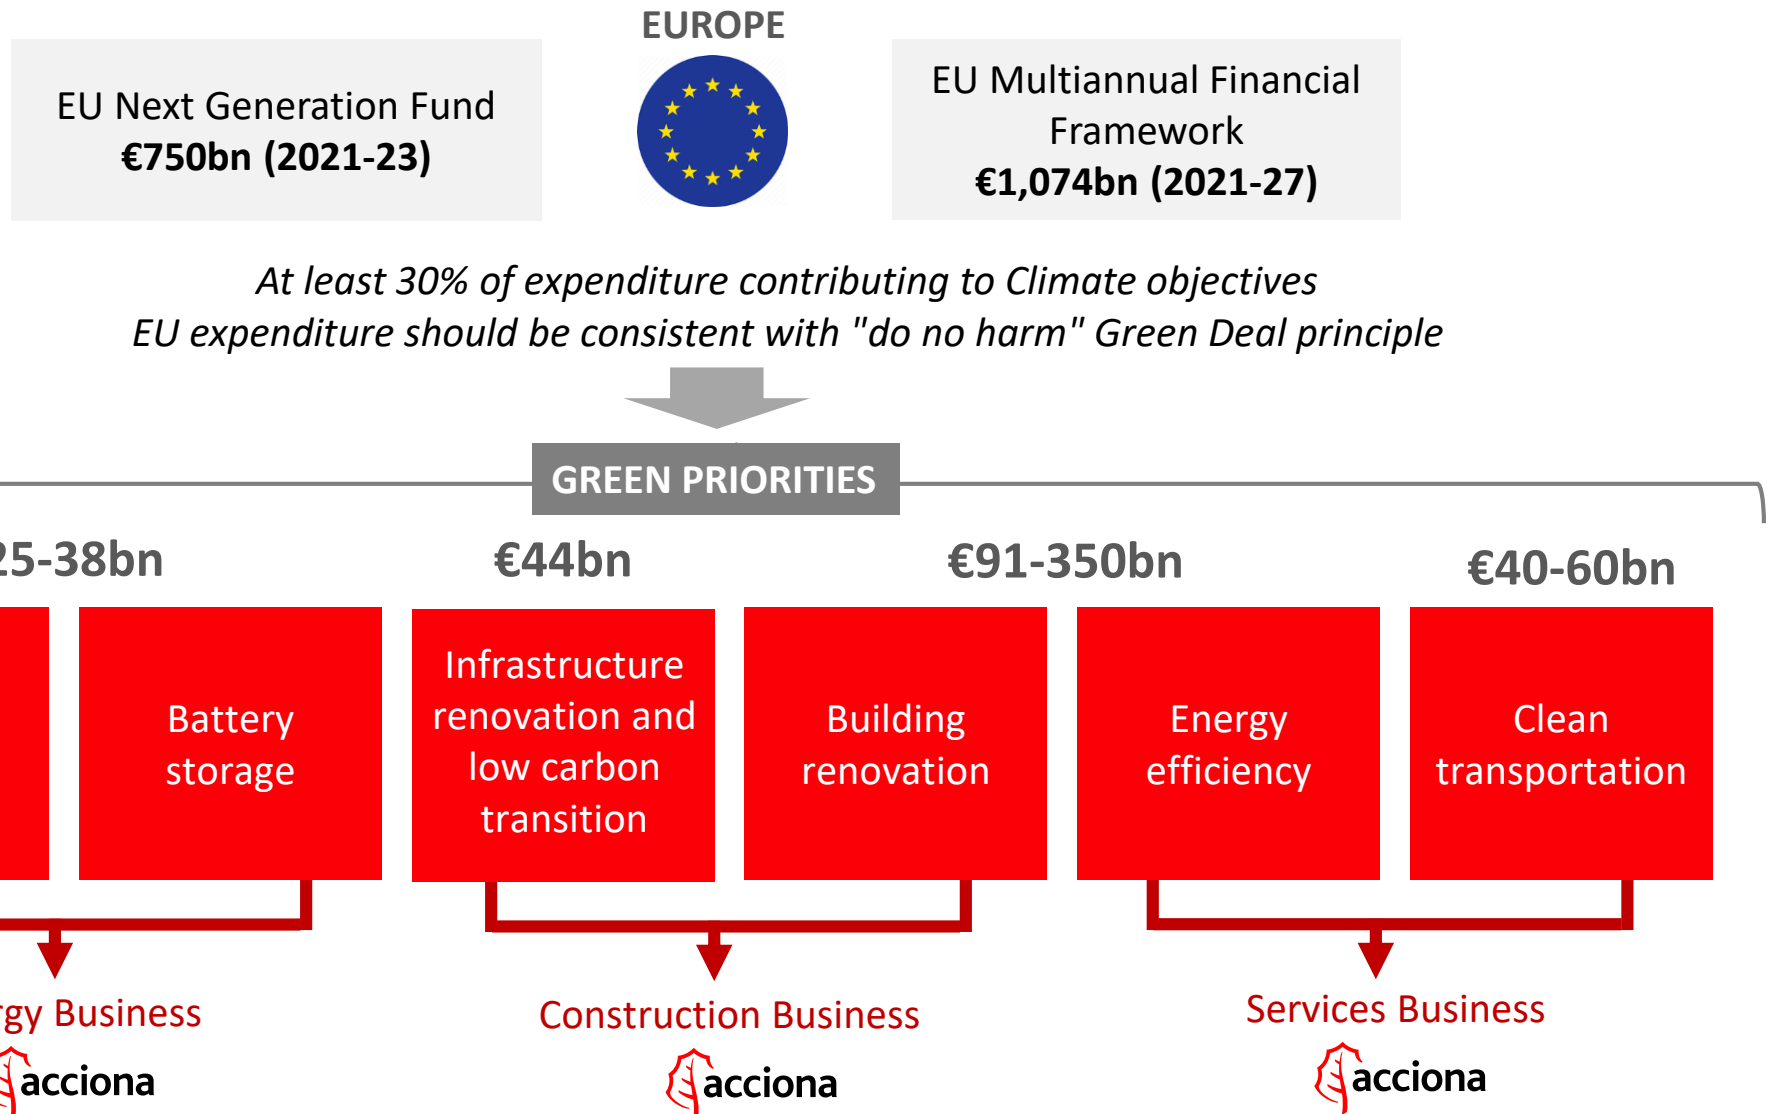 EUROPE
EU Next Generation Fund
€750bn (2021-23)
EU Multiannual Financial
Framework
€1,074bn (2021-27)
At least 30% of expenditure contributing to Climate objectives
EU expenditure should be consistent with "do no harm" Green Deal principle
GREEN PRIORITIES
25-38bn
€44bn
€91-350bn
€40-60bn
Battery
storage
Infrastructure
renovation and
low carbon
transition
Building
renovation
Energy
efficiency
Clean
transportation
rgy Business
acciona
Construction Business
acciona
Services Business
acciona